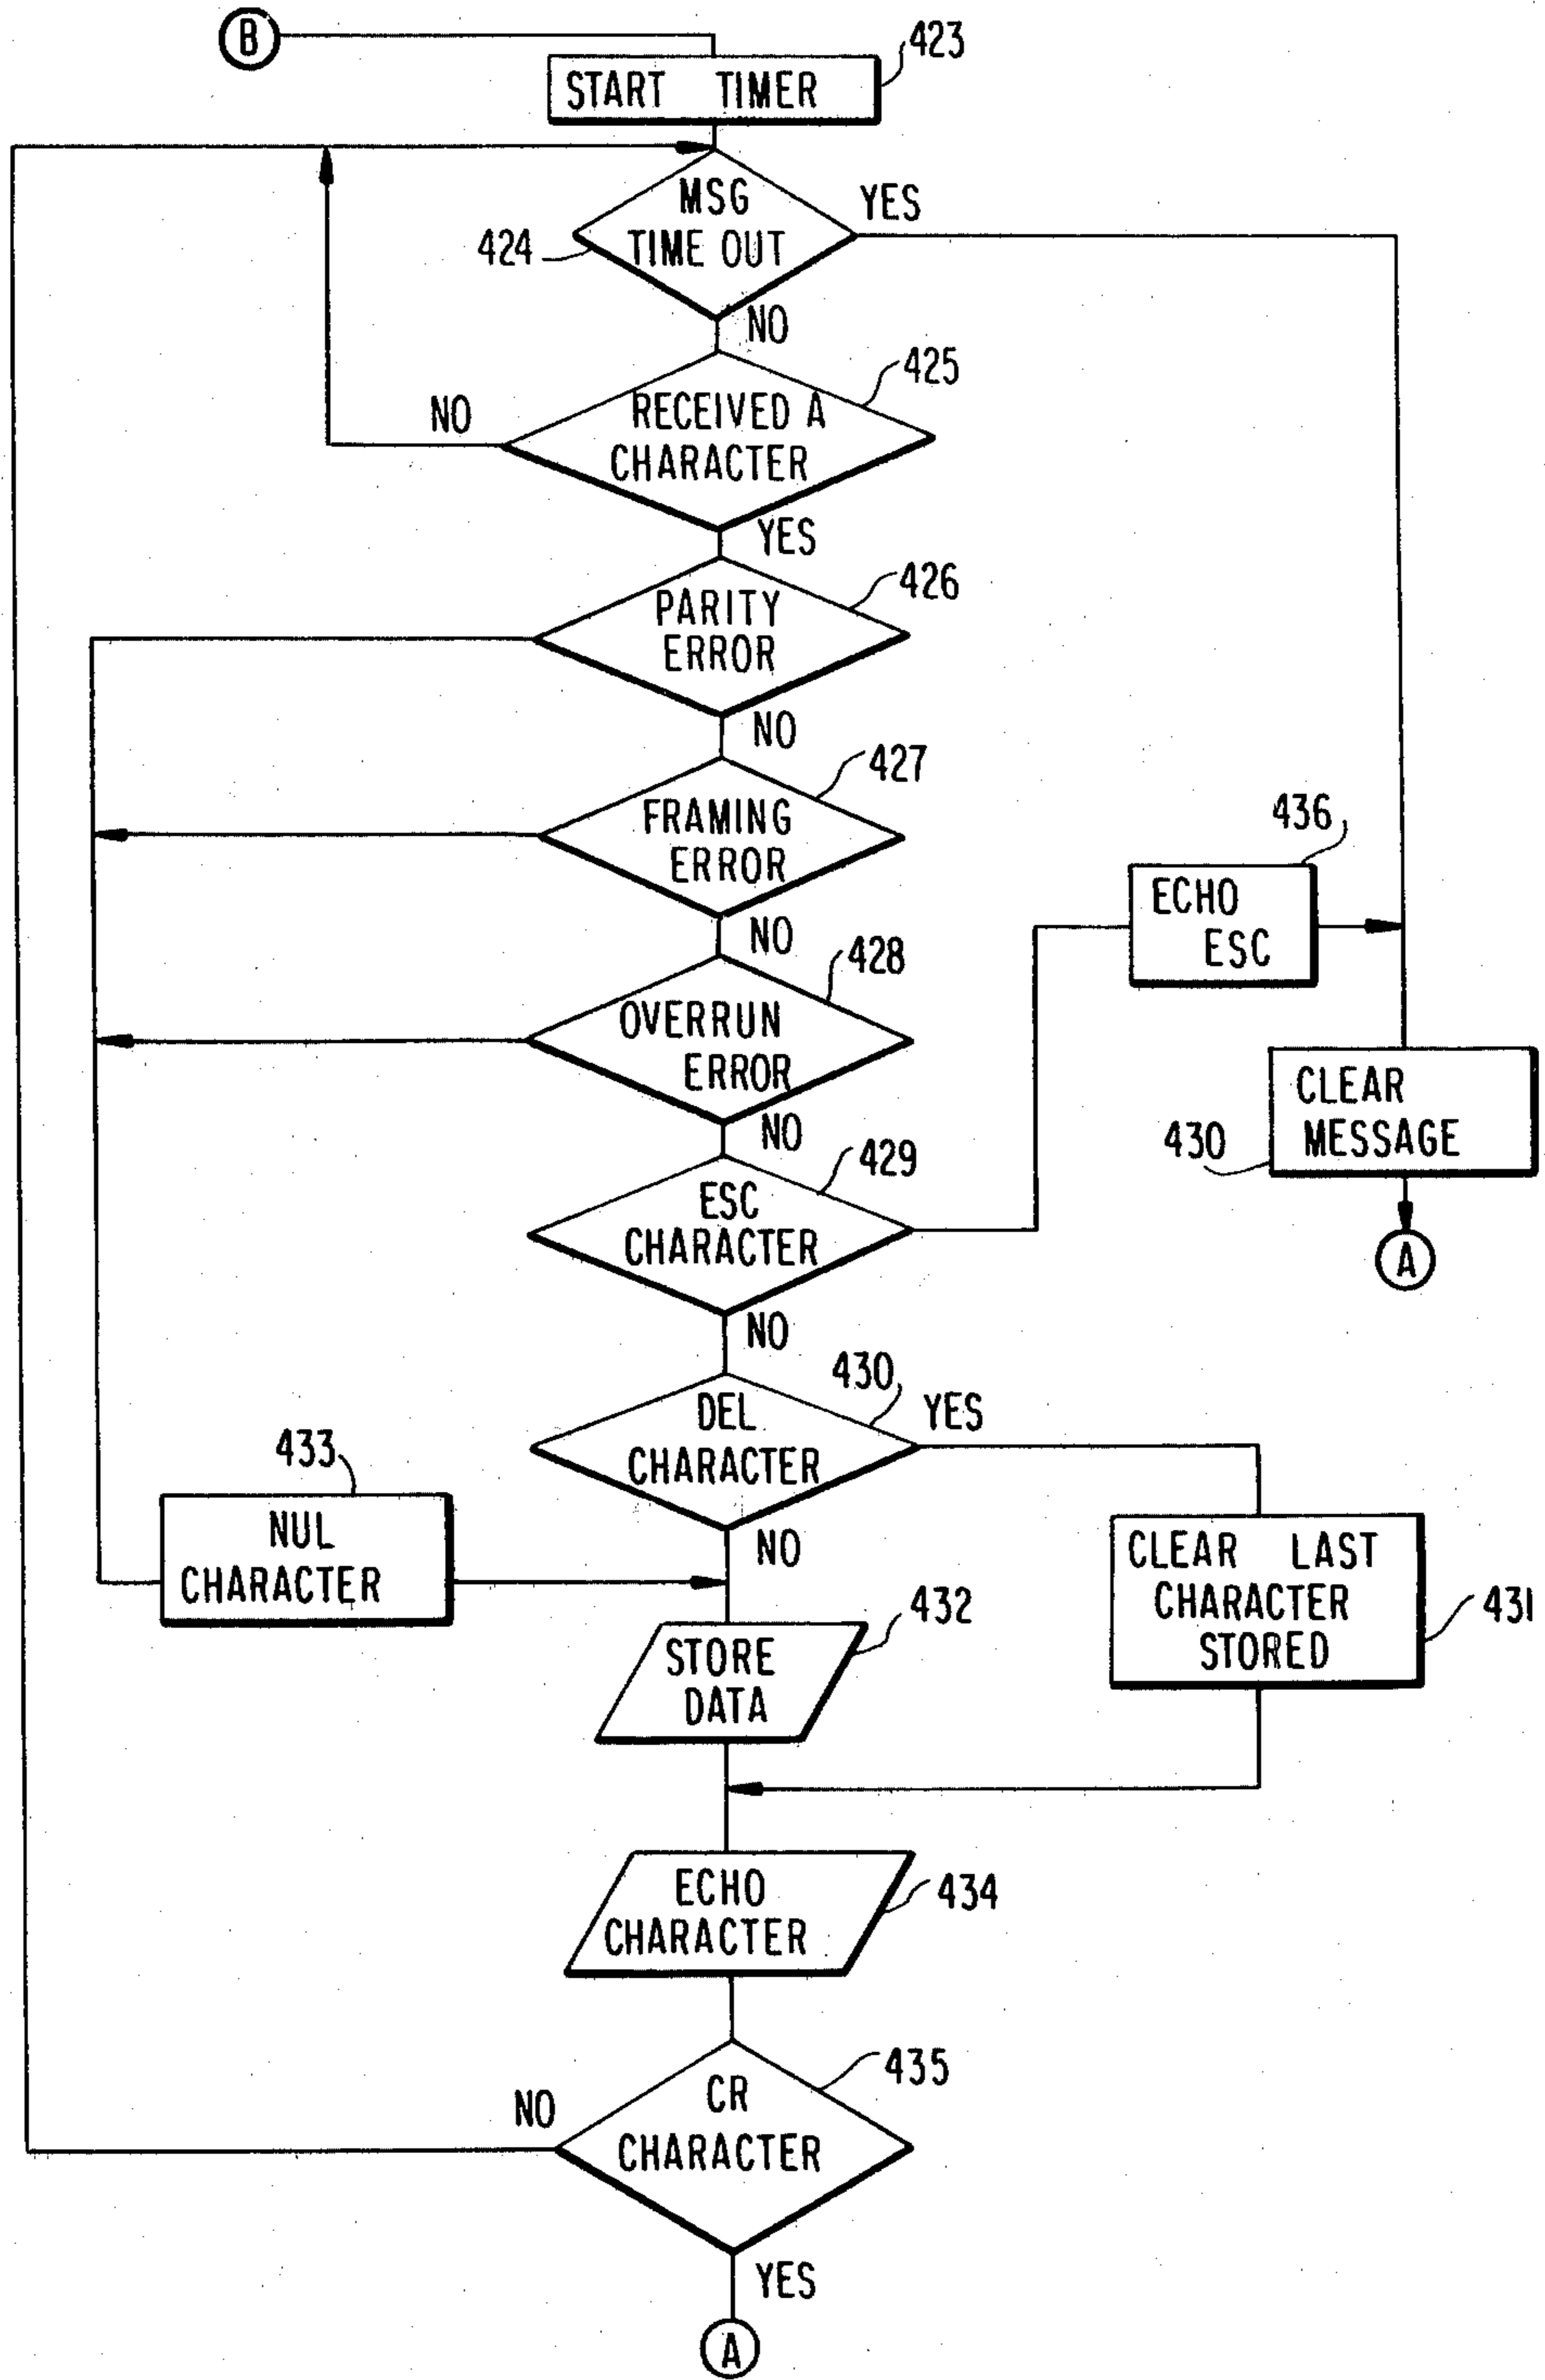 B
423
START TIMER
MSG
TIME OUT
YES
424
NO
425
RECEIVED A
CHARACTER
NO
YES
426
PARITY
ERROR
NO
427
FRAMING
ERROR
436
ECHO
ESC
NO
428
OVERRUN
ERROR
CLEAR
MESSAGE
430
NO
429
ESC
CHARACTER
A
NO
430
DEL
CHARACTER
YES
433
NUL
CHARACTER
NO
CLEAR LAST
CHARACTER
STORED
431
432
STORE
DATA
ECHO
CHARACTER
434
435
CR
CHARACTER
NO
YES
A